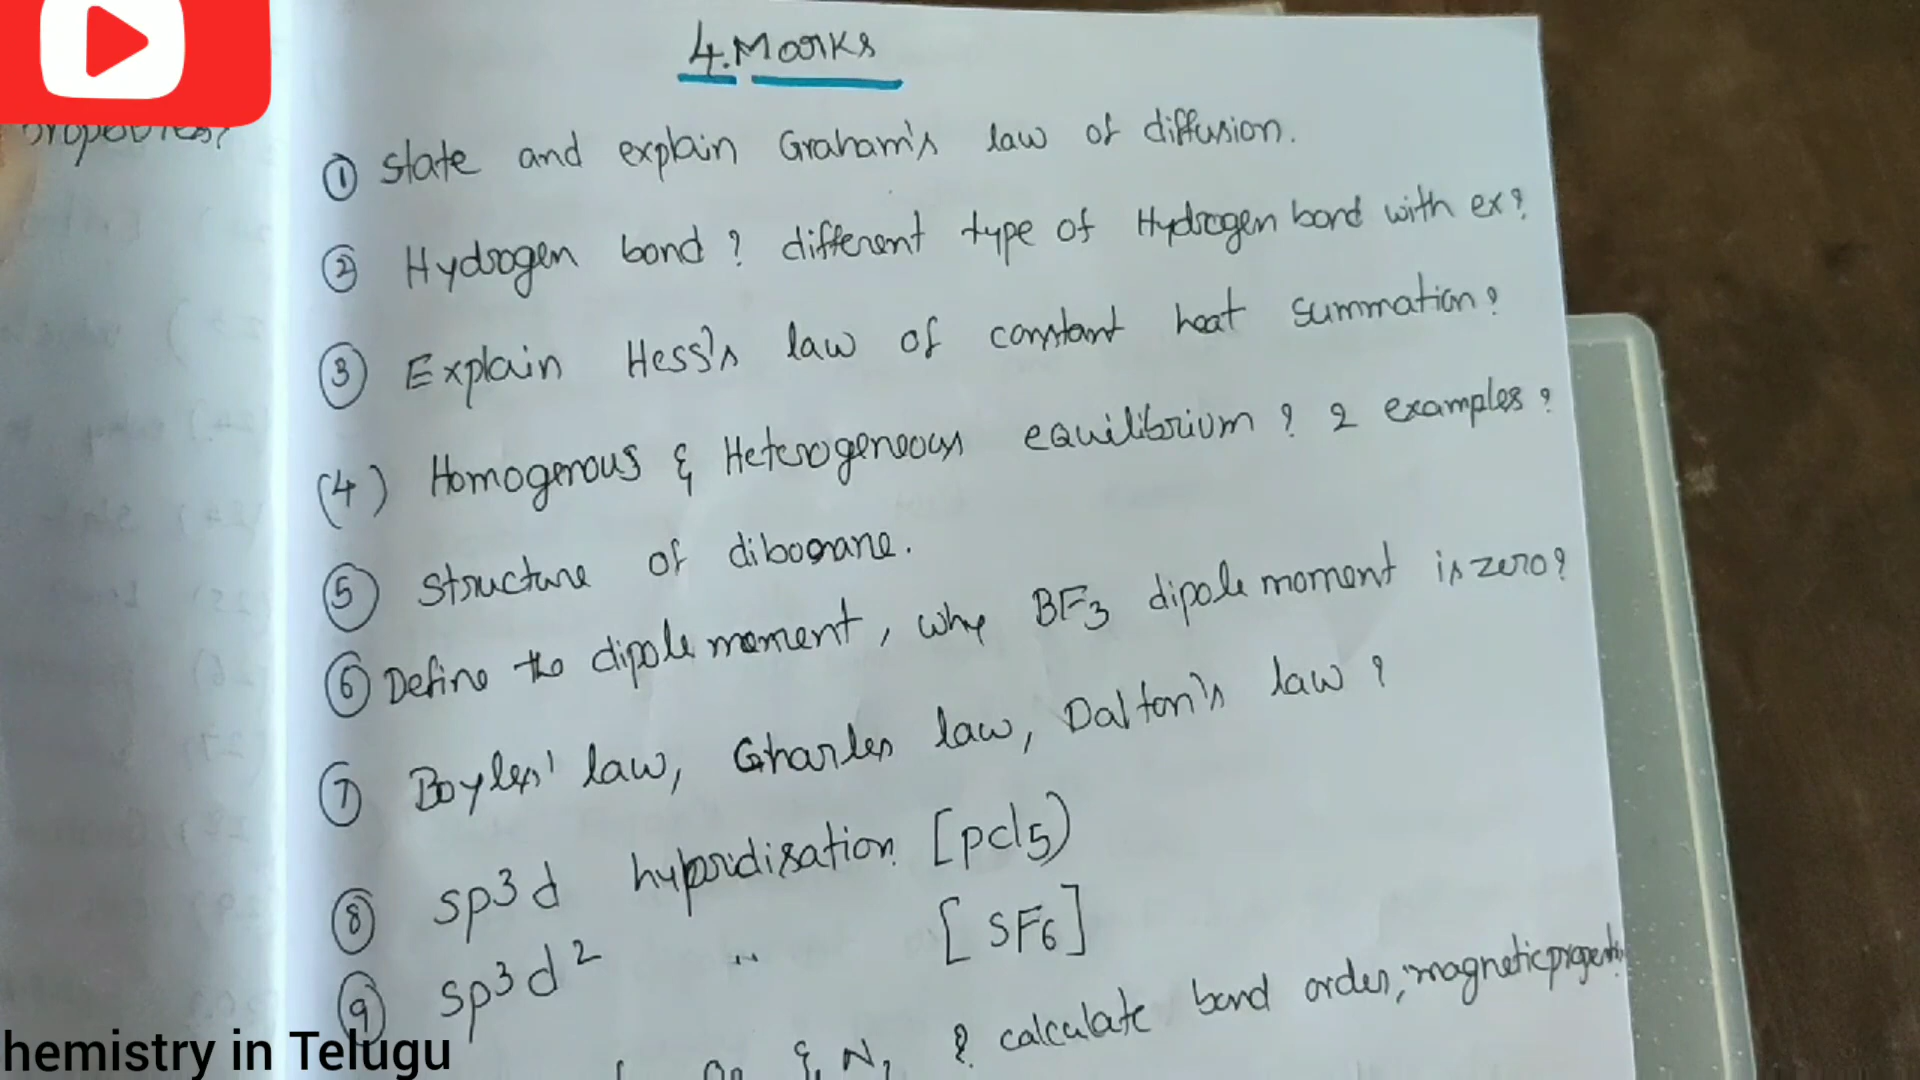 4. Marks
properties?
① state and explain Graham's law of diffusion.
② Hydrogen bond ? different type of Hydrogen bond with ex?
③ Explain Hess's law of constant heat summation?
(4) Homogenous & Heterogeneous equilibrium ? 2 examples ?
⑤ structure of diborane.
⑥ Define the dipole moment, why BF3 dipole moment is zero?
⑦ Boyles' law, Charles law, Dalton's law ?
⑧ sp3d hybridisation [pcl5)
⑨ sp3d2 " [SF6]
& N2 ? calculate bond order, magnetic
hemistry in Telugu